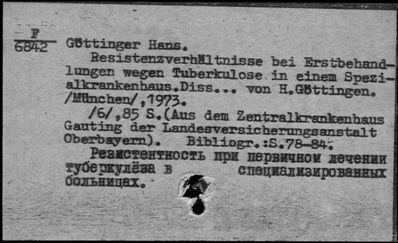 F
6842
Göttinger Hans.
Resistenzverhältnisse bei Erstbehand-
lungen wegen Tuberkulose in einem Spezi-
alkrankenhaus.Diss... von H.Göttingen.
/München/,1973.
/6/,85 S.(Aus dem Zentralkrankenhaus
Gauting der Landesversicherungsanstalt
Oberbayern). Bibliogr.:S.78-84.
Резистентность при первичном лечении
туберкулёза в специализированных
больницах.